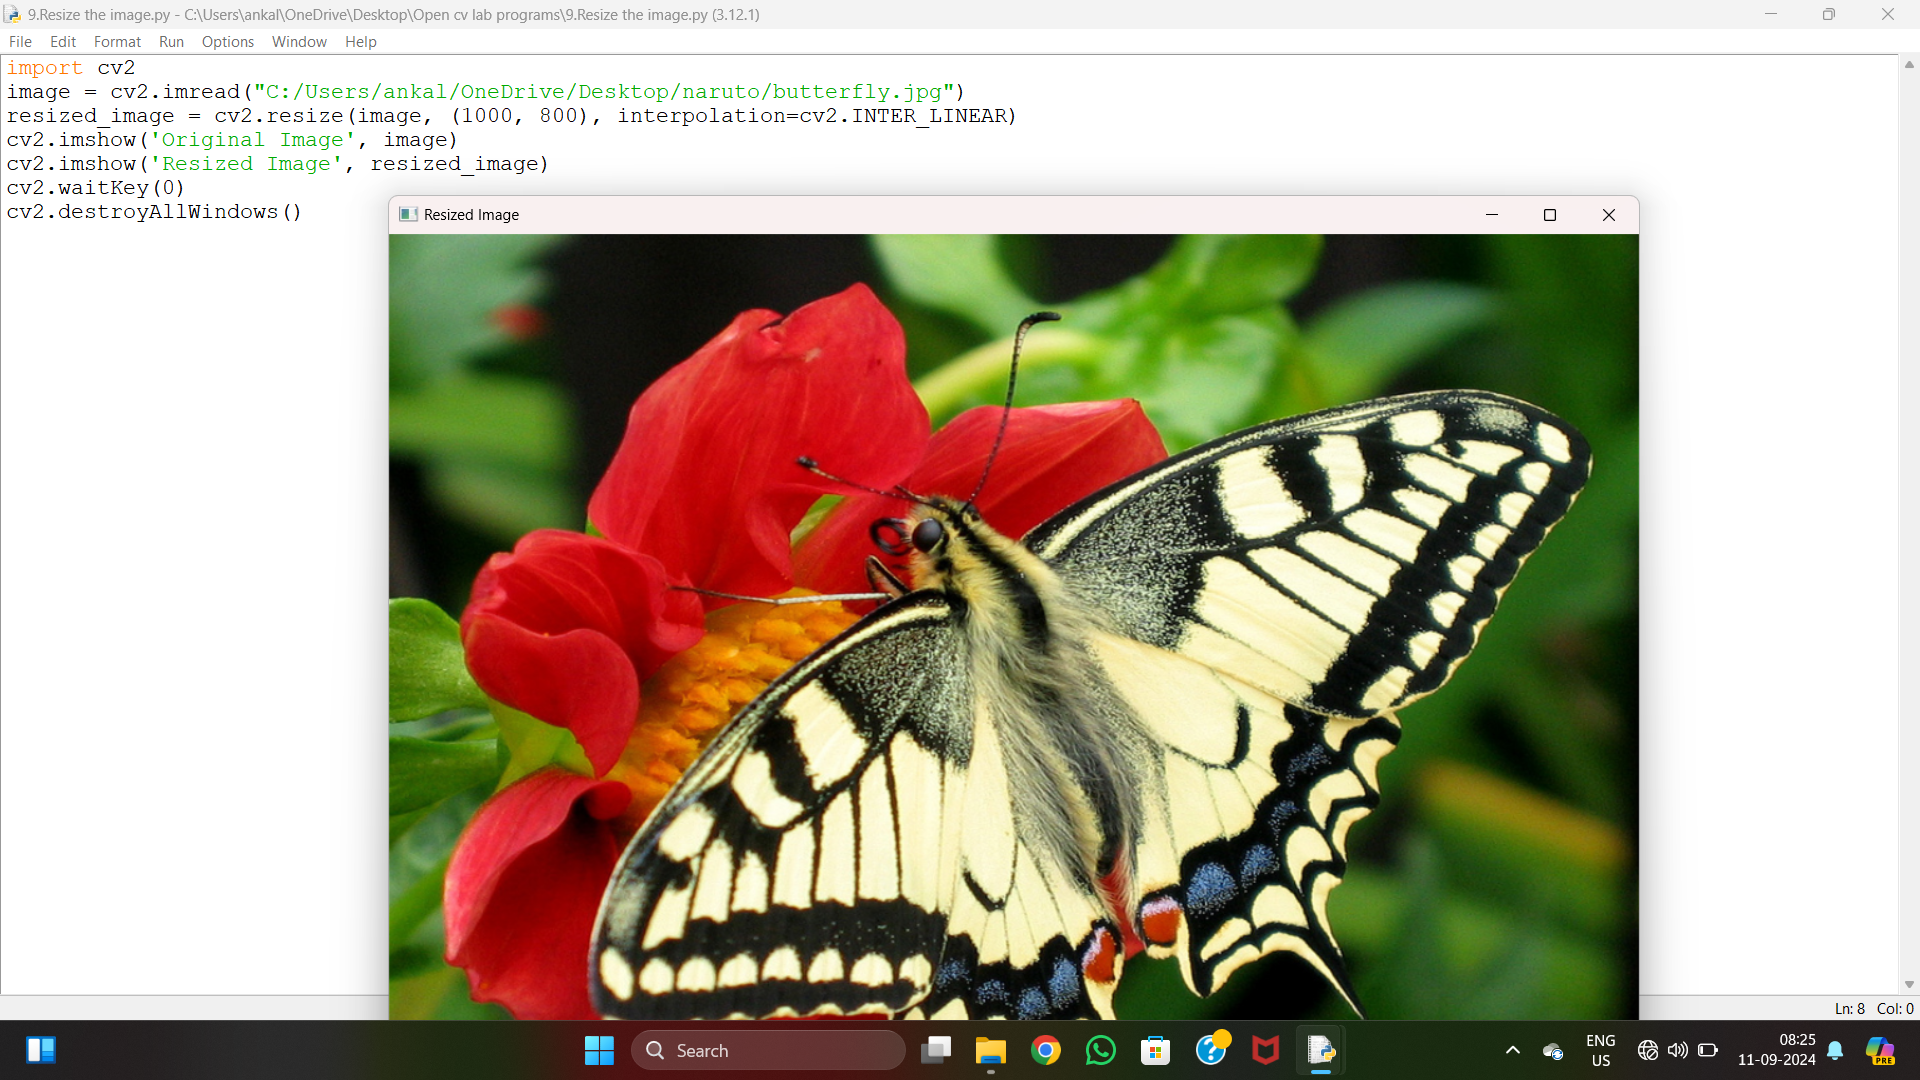 9.Resize the image.py - C:\Users\ankal\OneDrive\Desktop\Open cv lab programs\9.Resize the image.py (3.12.1)
File Edit Format Run Options Window Help
import cv2
image = cv2.imread("C:/Users/ankal/OneDrive/Desktop/naruto/butterfly.jpg")
resized_image = cv2.resize(image, (1000, 800), interpolation=cv2.INTER_LINEAR)
cv2.imshow('Original Image', image)
cv2.imshow('Resized Image', resized_image)
cv2.waitKey(0)
cv2.destroyAllWindows()
Resized Image
Ln: 8 Col: 0
Search
ENG
US
08:25
11-09-2024
PRE